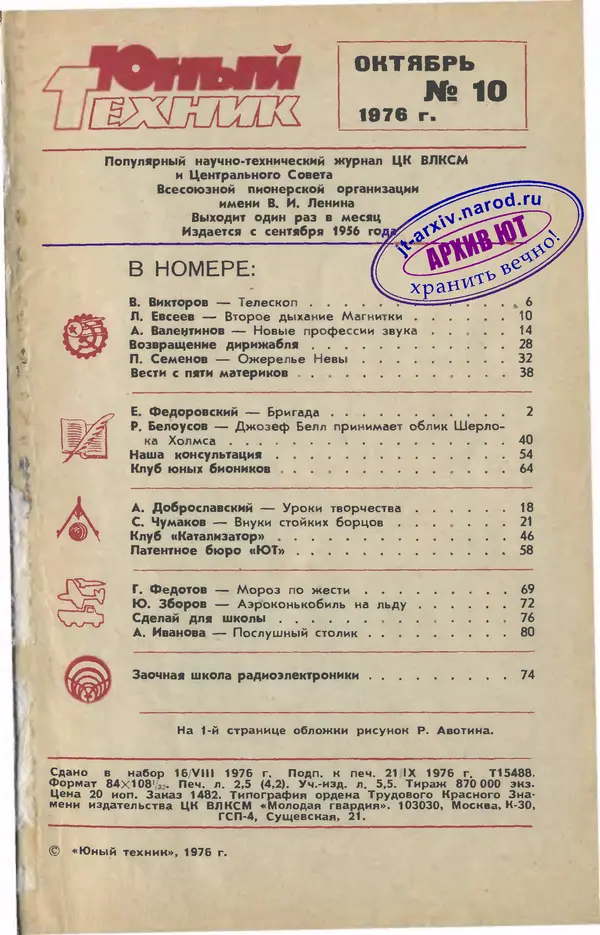 Юный
Техник
ОКТЯБРЬ
№ 10
1976 г.
Популярный научно-технический журнал ЦК ВЛКСМ
и Центрального Совета
Всесоюзной пионерской организации
имени В. И. Ленина
Выходит один раз в месяц
Издается с сентября 1956 года
jt-arxiv.narod.ru
АРХИВ ЮТ
хранить вечно!
В НОМЕРЕ:
В. Викторов — Телескоп . . . . . . . . . . . . 6
Л. Евсеев — Второе дыхание Магнитки . . . . . . 10
А. Валентинов — Новые профессии звука . . . . . 14
Возвращение дирижабля . . . . . . . . . . . . 28
П. Семенов — Ожерелье Невы . . . . . . . . . . 32
Вести с пяти материков . . . . . . . . . . . . 38
Е. Федоровский — Бригада . . . . . . . . . . . 2
Р. Белоусов — Джозеф Белл принимает облик Шерло-
ка Холмса . . . . . . . . . . . . . . . . . 40
Наша консультация . . . . . . . . . . . . . . 54
Клуб юных биоников . . . . . . . . . . . . . . 64
А. Доброславский — Уроки творчества . . . . . . 18
С. Чумаков — Внуки стойких борцов . . . . . . . 21
Клуб «Катализатор» . . . . . . . . . . . . . . 46
Патентное бюро «ЮТ» . . . . . . . . . . . . . 58
Г. Федотов — Мороз по жести . . . . . . . . . . 69
Ю. Зборов — Аэроконькобиль на льду . . . . . . 72
Сделай для школы . . . . . . . . . . . . . . . 76
А. Иванова — Послушный столик . . . . . . . . . 80
Заочная школа радиоэлектроники . . . . . . . . 74
На 1-й странице обложки рисунок Р. Авотина.
Сдано в набор 16/VIII 1976 г. Подп. к печ. 21/IX 1976 г. Т15488.
Формат 84×108 1/32. Печ. л. 2,5 (4,2). Уч.-изд. л. 5,5. Тираж 870 000 экз.
Цена 20 коп. Заказ 1482. Типография ордена Трудового Красного Зна-
мени издательства ЦК ВЛКСМ «Молодая гвардия». 103030, Москва, К-30,
ГСП-4, Сущевская, 21.
© «Юный техник», 1976 г.